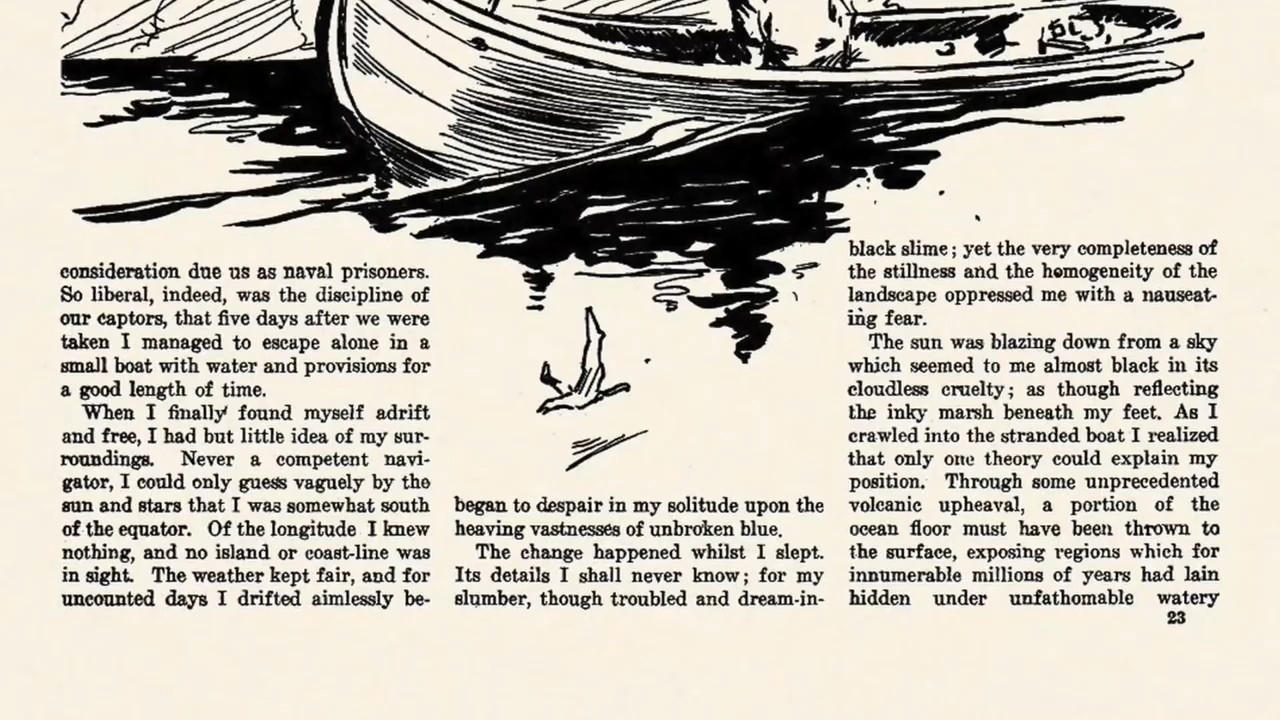 consideration due us as naval prisoners.
So liberal, indeed, was the discipline of
our captors, that five days after we were
taken I managed to escape alone in a
small boat with water and provisions for
a good length of time.
When I finally found myself adrift
and free, I had but little idea of my sur-
roundings. Never a competent navi-
gator, I could only guess vaguely by the
sun and stars that I was somewhat south
of the equator. Of the longitude I knew
nothing, and no island or coast-line was
in sight. The weather kept fair, and for
uncounted days I drifted aimlessly be-
began to despair in my solitude upon the
heaving vastnesses of unbroken blue.
The change happened whilst I slept.
Its details I shall never know; for my
slumber, though troubled and dream-in-
black slime; yet the very completeness of
the stillness and the homogeneity of the
landscape oppressed me with a nauseat-
ing fear.
The sun was blazing down from a sky
which seemed to me almost black in its
cloudless cruelty; as though reflecting
the inky marsh beneath my feet. As I
crawled into the stranded boat I realized
that only one theory could explain my
position. Through some unprecedented
volcanic upheaval, a portion of the
ocean floor must have been thrown to
the surface, exposing regions which for
innumerable millions of years had lain
hidden under unfathomable watery
23